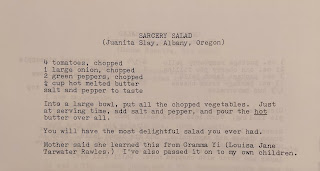 SARCERY SALAD
(Juanita Slay, Albany, Oregon)
4 tomatoes, chopped
1 large onion, chopped
2 green peppers, chopped
¼ cup hot melted butter
salt and pepper to taste
Into a large bowl, put all the chopped vegetables. Just
at serving time, add salt and pepper, and pour the hot
butter over all.
You will have the most delightful salad you ever had.
Mother said she learned this from Granma Ti (Louisa Jane
Tarwater Rawles.) I've also passed it on to my own children.